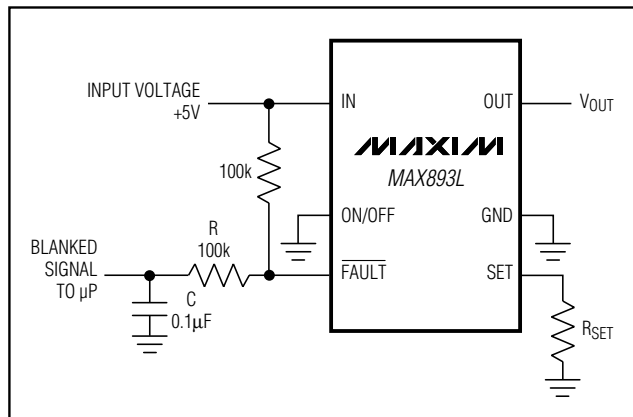 INPUT VOLTAGE
+5V
IN
OUT
VOUT
100k
MAXIM
MAX893L
ON/OFF
GND
R
100k
BLANKED
SIGNAL
TO µP
FAULT
SET
C
0.1µF
RSET